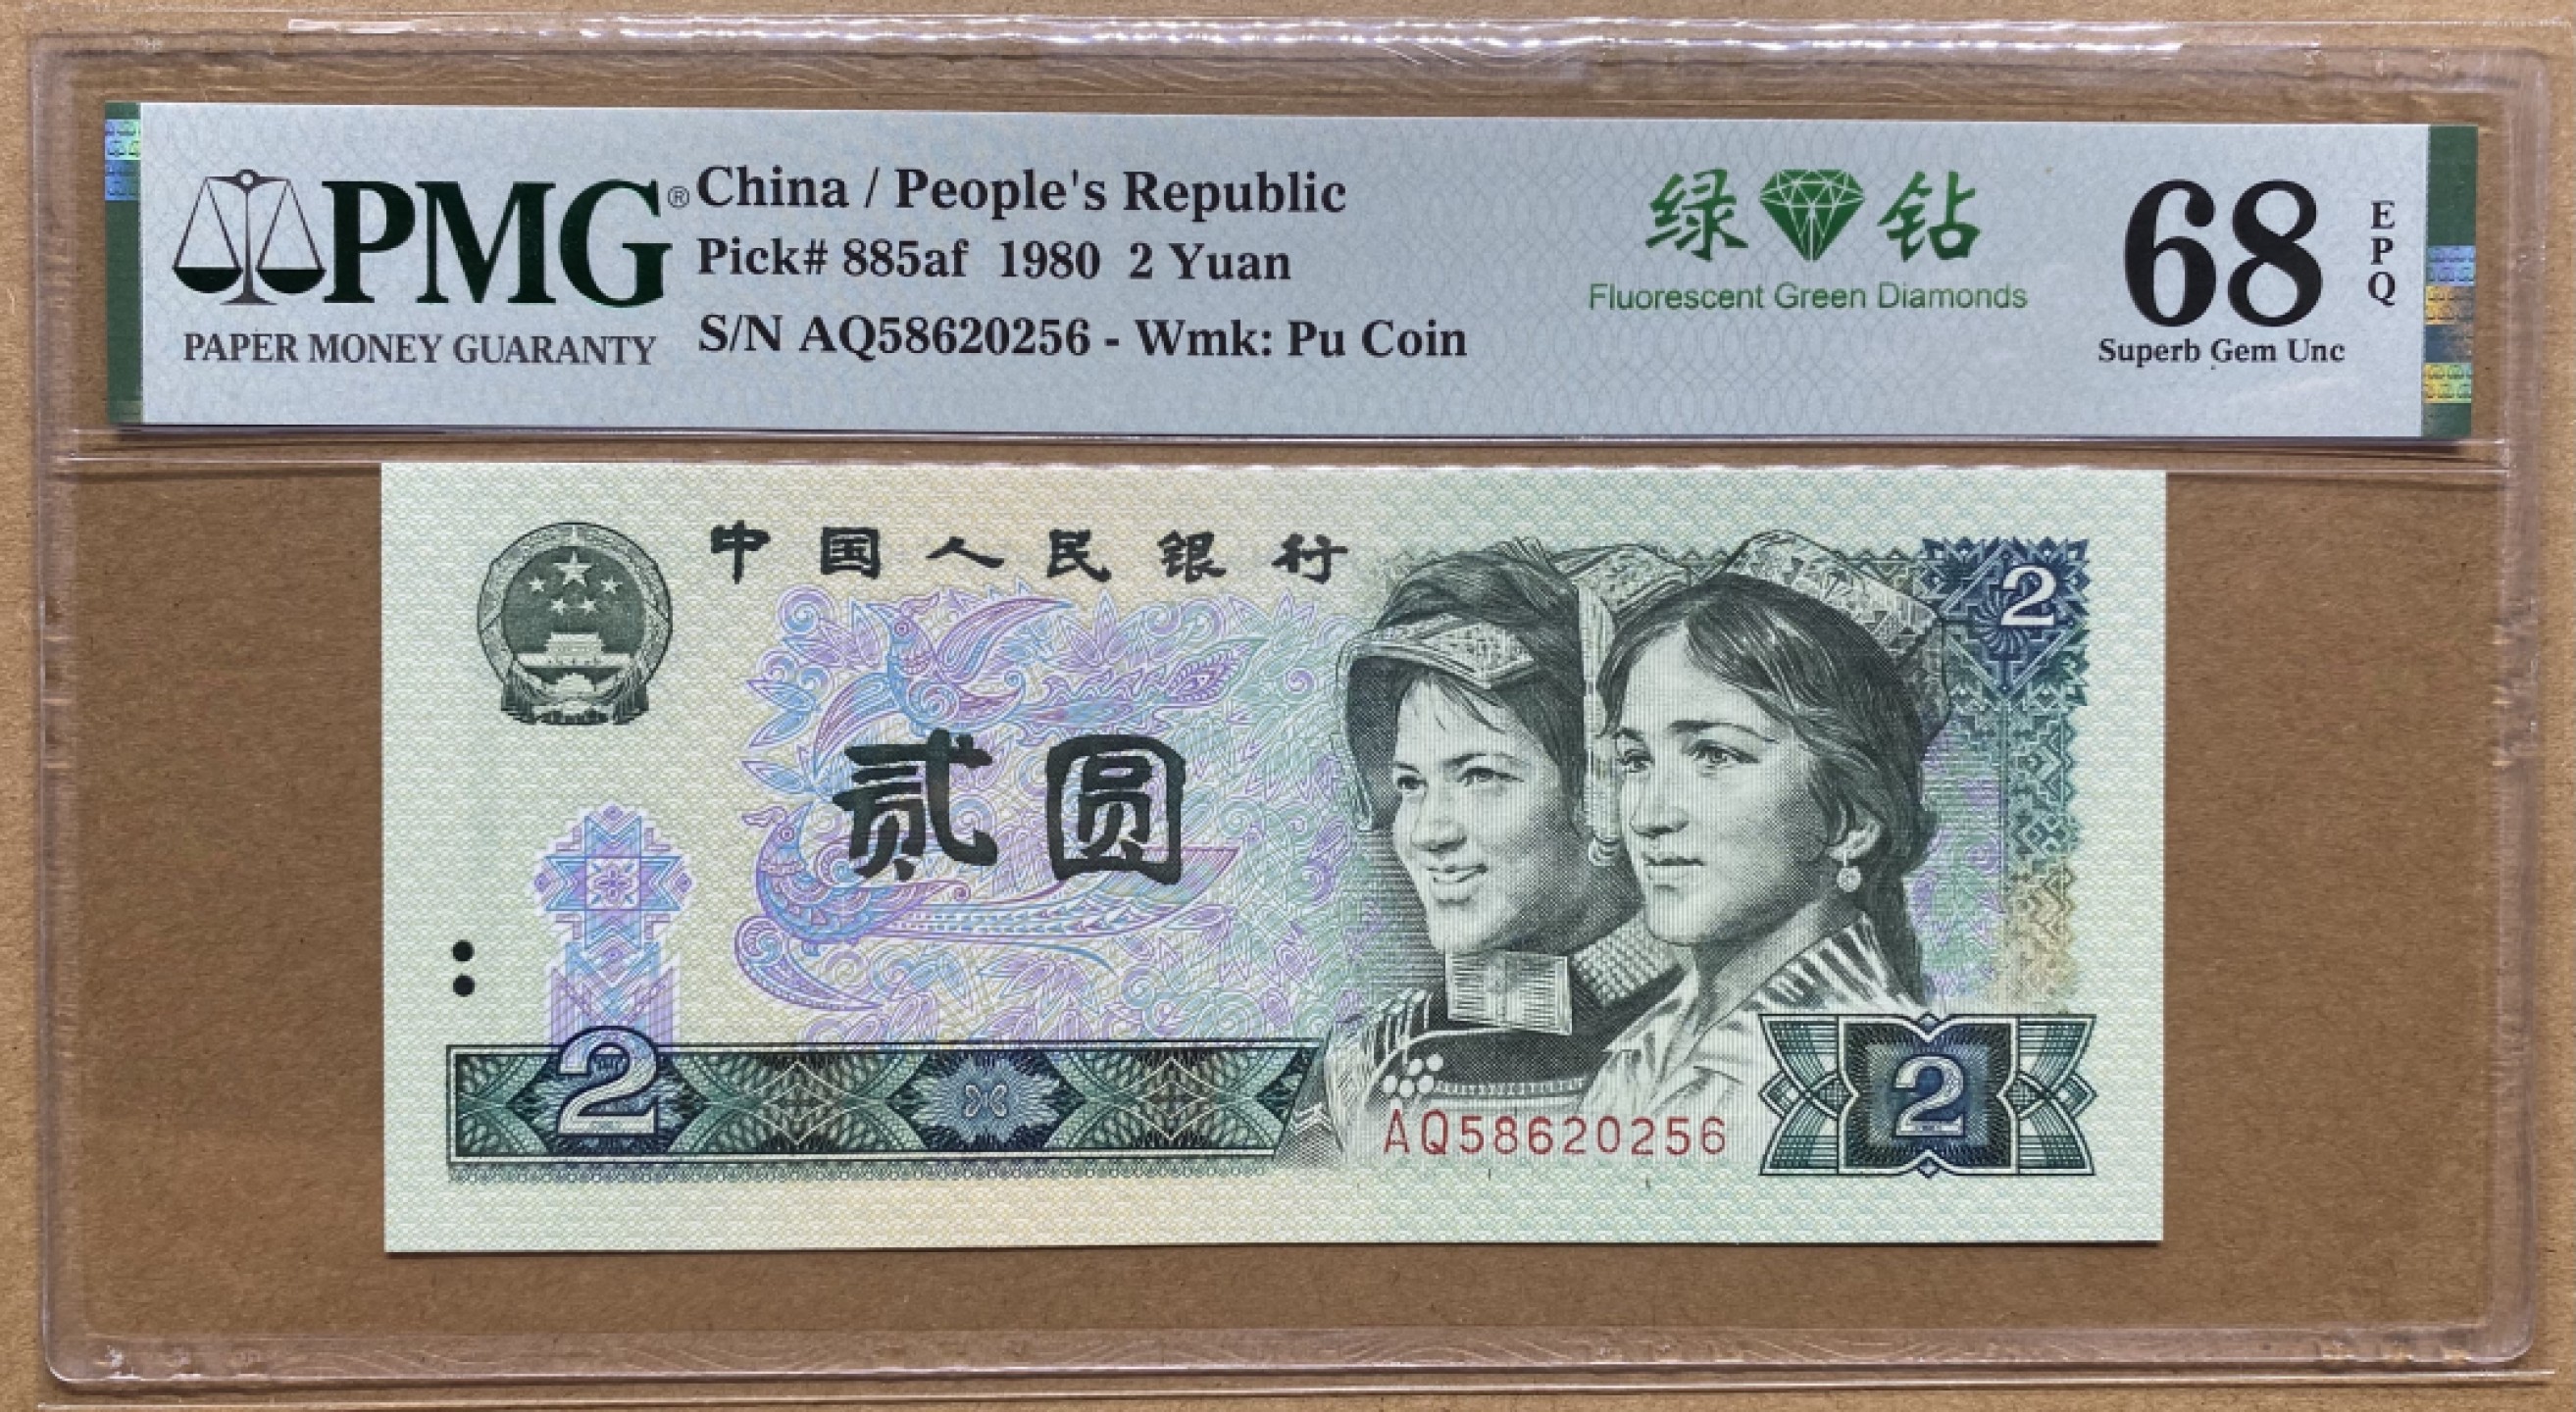 PMG®
PAPER MONEY GUARANTY
China / People's Republic
Pick# 885af 1980 2 Yuan
S/N AQ58620256 - Wmk: Pu Coin
绿 钻
Fluorescent Green Diamonds
68
EPQ
Superb Gem Unc
中国人民银行
2
贰圆
2
2
AQ58620256